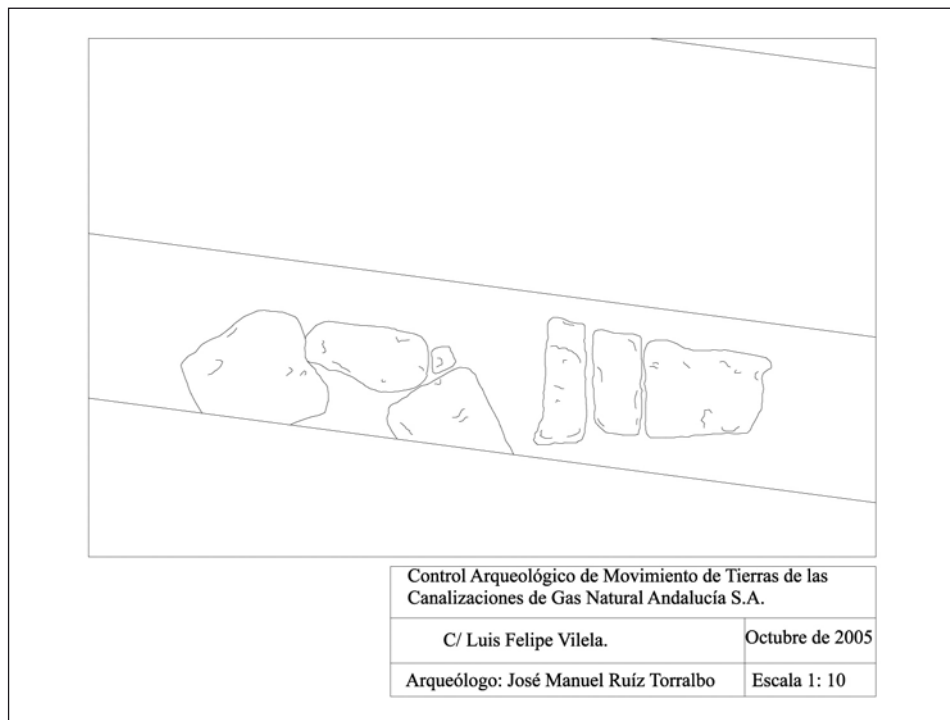 Control Arqueológico de Movimiento de Tierras de las
Canalizaciones de Gas Natural Andalucía S.A.
C/ Luis Felipe Vilela.
Octubre de 2005
Arqueólogo: José Manuel Ruíz Torralbo
Escala 1: 10